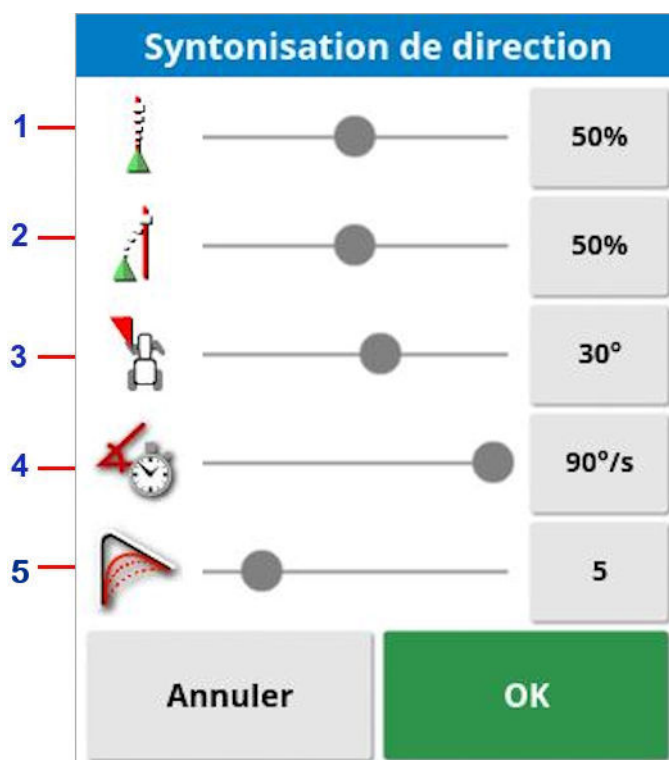 Syntonisation de direction
1 50%
2 50%
3 30°
4 90°/s
5 5
Annuler OK